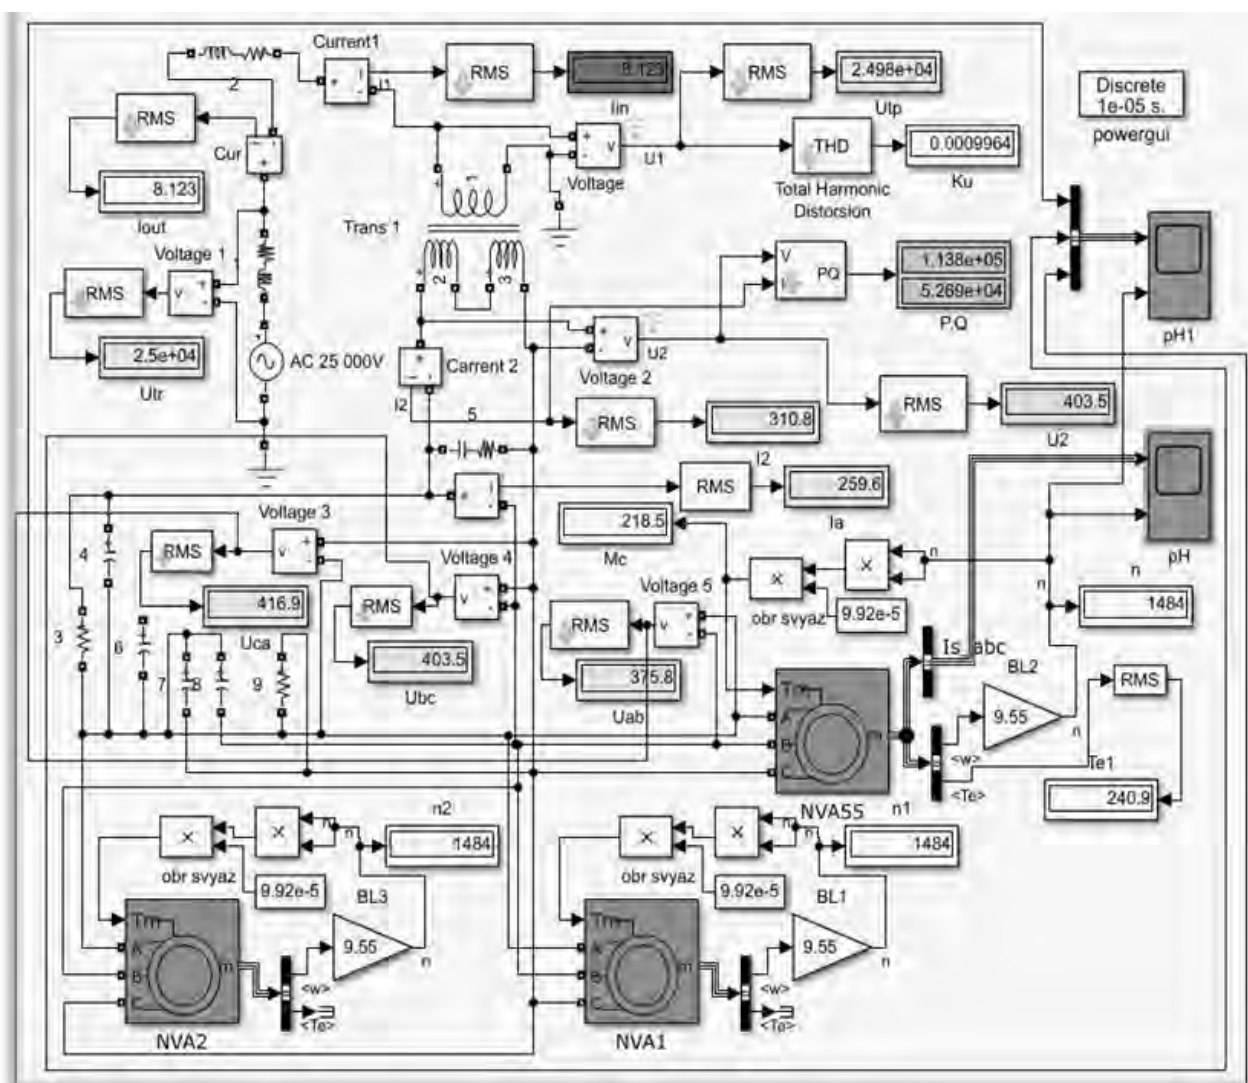 Current1
RMS
8.123
Iin
RMS
2.498e+04
Utp
Discrete
1e-05 s.
powergui
2
I1
RMS
Cur
8.123
Iout
+
-
v
U1
Voltage
THD
Total Harmonic
Distorsion
0.0009964
Ku
1
Trans 1
2
3
Voltage 1
RMS
v
2.5e+04
Utr
AC 25 000V
V
I
PQ
1.138e+05
5.269e+04
P.Q
pH1
Carrent 2
I2
v
U2
Voltage 2
RMS
310.8
I2
RMS
403.5
U2
5
RMS
259.6
Ia
218.5
Mc
pH
4
RMS
Voltage 3
v
416.9
Uca
Voltage 4
v
RMS
403.5
Ubc
Voltage 5
v
RMS
375.8
Uab
×
×
n
obr svyaz
9.92e-5
n
n
1484
3
6
7
8
9
Is_abc
BL2
9.55
n
RMS
Te1
240.9
Tm
A
B
C
m
NVA55
<w>
<Te>
×
×
n
n
n2
1484
obr svyaz
9.92e-5
BL3
9.55
n
Tm
A
B
C
m
<w>
<Te>
NVA2
×
×
n
n
n1
1484
obr svyaz
9.92e-5
BL1
9.55
n
Tm
A
B
C
m
<w>
<Te>
NVA1